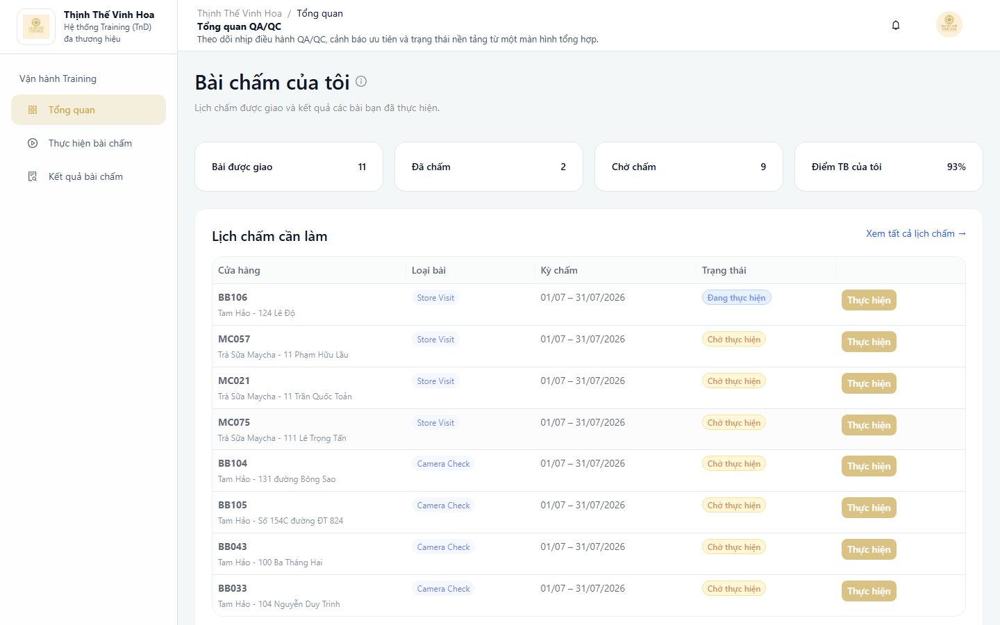 Thịnh Thế Vinh Hoa
Hệ thống Training (TnD)
đa thương hiệu
Thịnh Thế Vinh Hoa / Tổng quan
Tổng quan QA/QC
Theo dõi nhịp điều hành QA/QC, cảnh báo ưu tiên và trạng thái nền tảng từ một màn hình tổng hợp.
Vận hành Training
Tổng quan
Thực hiện bài chấm
Kết quả bài chấm
Bài chấm của tôi
Lịch chấm được giao và kết quả các bài bạn đã thực hiện.
Bài được giao 11
Đã chấm 2
Chờ chấm 9
Điểm TB của tôi 93%
Lịch chấm cần làm
Xem tất cả lịch chấm →
Cửa hàng Loại bài Kỳ chấm Trạng thái
BB106 Store Visit 01/07 – 31/07/2026 Đang thực hiện Thực hiện
Tam Hảo - 124 Lê Độ
MC057 Store Visit 01/07 – 31/07/2026 Chờ thực hiện Thực hiện
Trà Sữa Maycha - 11 Phạm Hữu Lầu
MC021 Store Visit 01/07 – 31/07/2026 Chờ thực hiện Thực hiện
Trà Sữa Maycha - 11 Trần Quốc Toản
MC075 Store Visit 01/07 – 31/07/2026 Chờ thực hiện Thực hiện
Trà Sữa Maycha - 111 Lê Trọng Tấn
BB104 Camera Check 01/07 – 31/07/2026 Chờ thực hiện Thực hiện
Tam Hảo - 131 đường Bông Sao
BB105 Camera Check 01/07 – 31/07/2026 Chờ thực hiện Thực hiện
Tam Hảo - Số 154C đường ĐT 824
BB043 Camera Check 01/07 – 31/07/2026 Chờ thực hiện Thực hiện
Tam Hảo - 100 Ba Tháng Hai
BB033 Camera Check 01/07 – 31/07/2026 Chờ thực hiện Thực hiện
Tam Hảo - 104 Nguyễn Duy Trinh